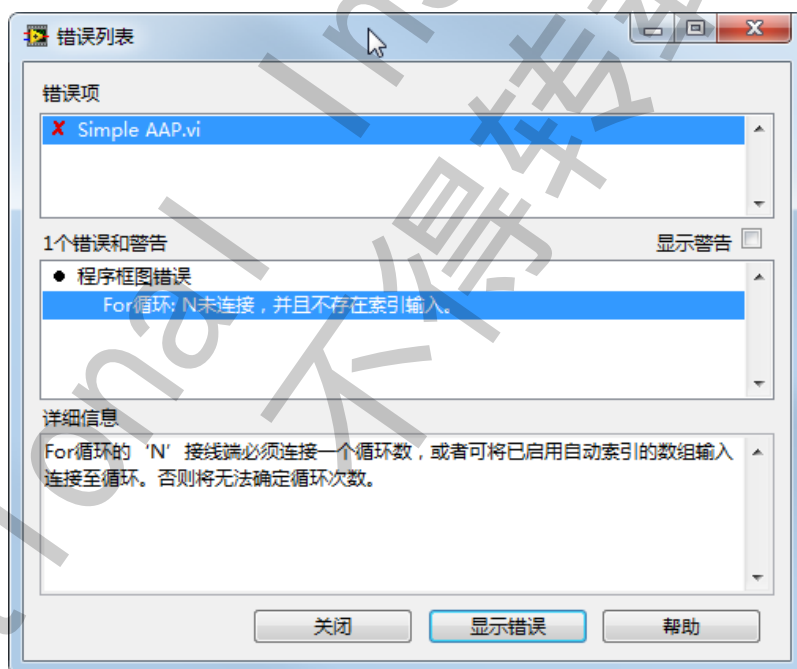 错误列表
错误项
Simple AAP.vi
1个错误和警告
显示警告
程序框图错误
For循环: N未连接，并且不存在索引输入。
详细信息
For循环的‘N’接线端必须连接一个循环数，或者可将已启用自动索引的数组输入
连接至循环。否则将无法确定循环次数。
关闭
显示错误
帮助
tional In
不得转